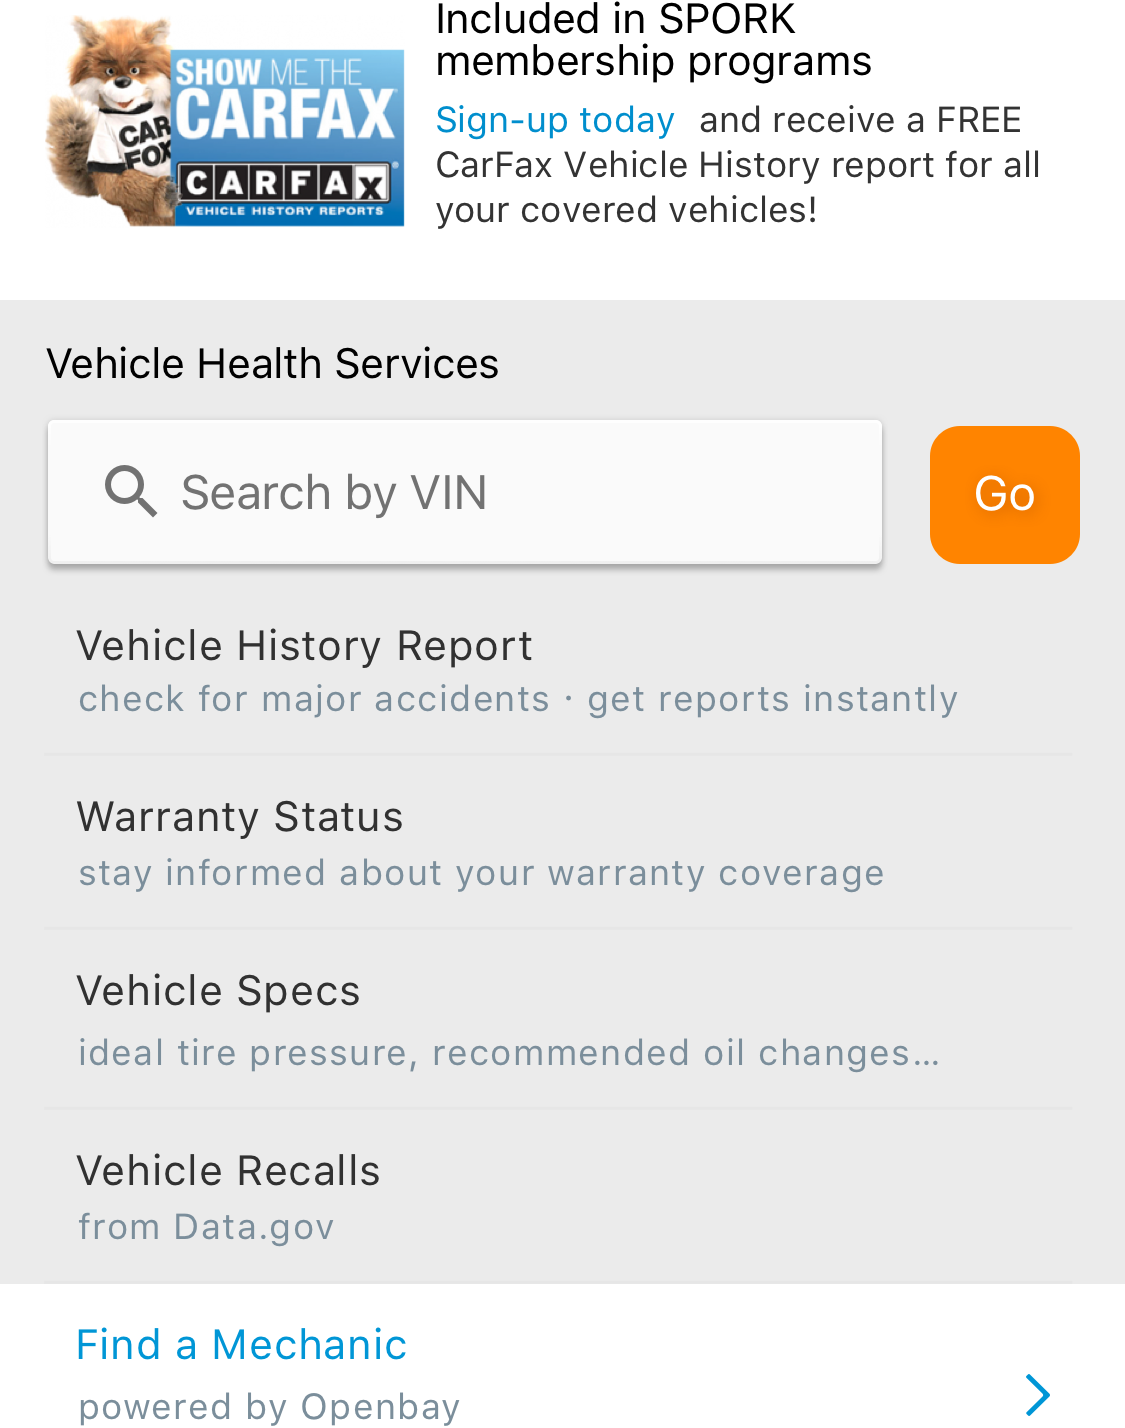 Included in SPORK
membership programs
SHOW ME THE
CARFAX
CAR
FOX
CARFAX
VEHICLE HISTORY REPORTS
Sign-up today and receive a FREE
CarFax Vehicle History report for all
your covered vehicles!
Vehicle Health Services
Search by VIN
Go
Vehicle History Report
check for major accidents · get reports instantly
Warranty Status
stay informed about your warranty coverage
Vehicle Specs
ideal tire pressure, recommended oil changes...
Vehicle Recalls
from Data.gov
Find a Mechanic
powered by Openbay